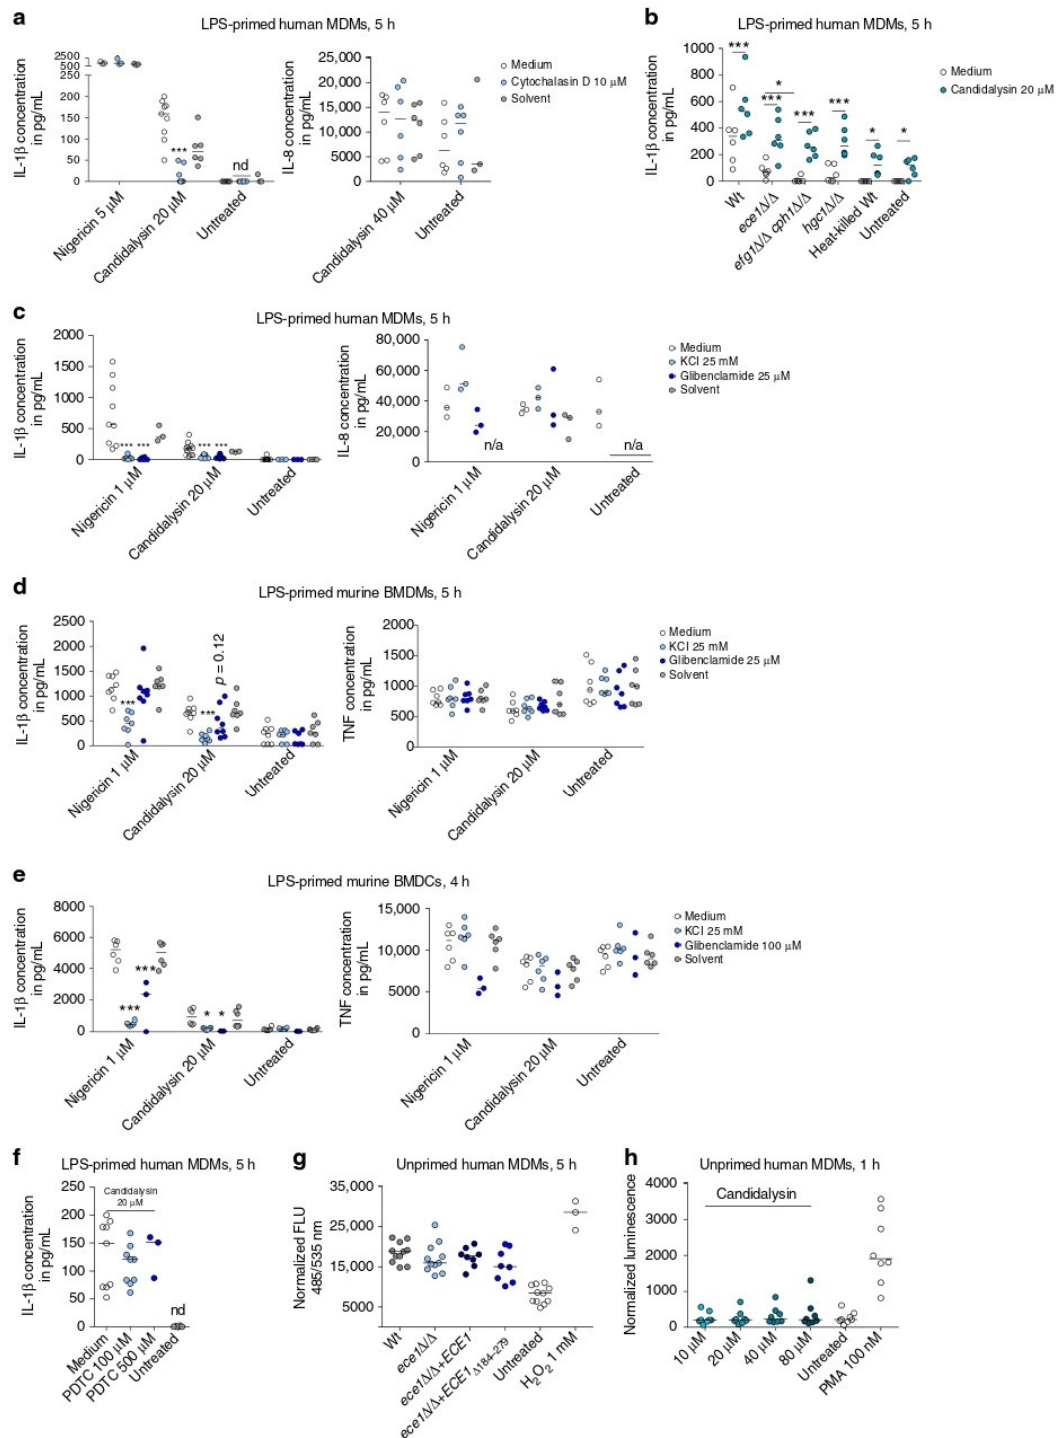 a
LPS-primed human MDMs, 5 h
IL-1β concentration
in pg/mL
2500
500
250
200
150
100
50
0
***
nd
Nigericin 5 μM
Candidalysin 20 μM
Untreated
IL-8 concentration
in pg/mL
25,000
20,000
15,000
10,000
5000
0
Candidalysin 40 μM
Untreated
Medium
Cytochalasin D 10 μM
Solvent
b
LPS-primed human MDMs, 5 h
IL-1β concentration
in pg/mL
1000
800
600
400
200
0
***
*
***
***
***
*
*
Wt
ece1Δ/Δ
efg1Δ/Δ cph1Δ/Δ
hgc1Δ/Δ
Heat-killed Wt
Untreated
Medium
Candidalysin 20 μM
c
LPS-primed human MDMs, 5 h
IL-1β concentration
in pg/mL
2000
1500
1000
500
0
*** ***
*** ***
Nigericin 1 μM
Candidalysin 20 μM
Untreated
IL-8 concentration
in pg/mL
80,000
60,000
40,000
20,000
0
n/a
n/a
Nigericin 1 μM
Candidalysin 20 μM
Untreated
Medium
KCl 25 mM
Glibenclamide 25 μM
Solvent
d
LPS-primed murine BMDMs, 5 h
IL-1β concentration
in pg/mL
2500
2000
1500
1000
500
0
***
***
p = 0.12
Nigericin 1 μM
Candidalysin 20 μM
Untreated
TNF concentration
in pg/mL
2000
1500
1000
500
0
Nigericin 1 μM
Candidalysin 20 μM
Untreated
Medium
KCl 25 mM
Glibenclamide 25 μM
Solvent
e
LPS-primed murine BMDCs, 4 h
IL-1β concentration
in pg/mL
8000
6000
4000
2000
0
***
***
* *
Nigericin 1 μM
Candidalysin 20 μM
Untreated
TNF concentration
in pg/mL
15,000
10,000
5000
0
Nigericin 1 μM
Candidalysin 20 μM
Untreated
Medium
KCl 25 mM
Glibenclamide 100 μM
Solvent
f
LPS-primed human MDMs, 5 h
IL-1β concentration
in pg/mL
250
200
150
100
50
0
Candidalysin
20 μM
nd
Medium
PDTC 100 μM
PDTC 500 μM
Untreated
g
Unprimed human MDMs, 5 h
Normalized FLU
485/535 nm
35,000
25,000
15,000
5000
Wt
ece1Δ/Δ
ece1Δ/Δ+ECE1
ece1Δ/Δ+ECE1Δ184–279
Untreated
H2O2 1 mM
h
Unprimed human MDMs, 1 h
Normalized luminescence
4000
3000
2000
1000
0
Candidalysin
10 μM
20 μM
40 μM
80 μM
Untreated
PMA 100 nM